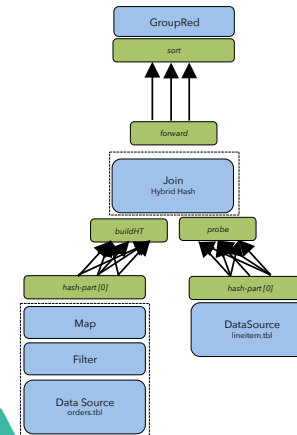 GroupRed
sort
forward
Join
Hybrid Hash
buildHT
probe
hash-part [0]
hash-part [0]
Map
DataSource
lineitem.tbl
Filter
Data Source
orders.tbl